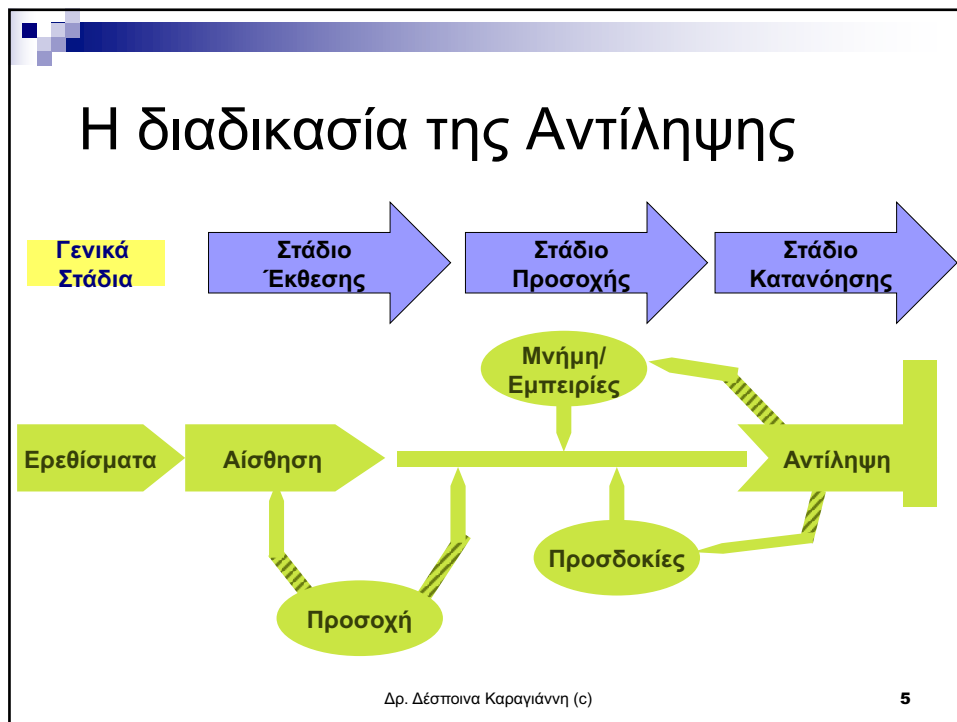 Η διαδικασία της Αντίληψης
Γενικά
Στάδια
Στάδιο
Έκθεσης
Στάδιο
Προσοχής
Στάδιο
Κατανόησης
Μνήμη/
Εμπειρίες
Ερεθίσματα
Αίσθηση
Αντίληψη
Προσδοκίες
Προσοχή
Δρ. Δέσποινα Καραγιάννη (c)
5